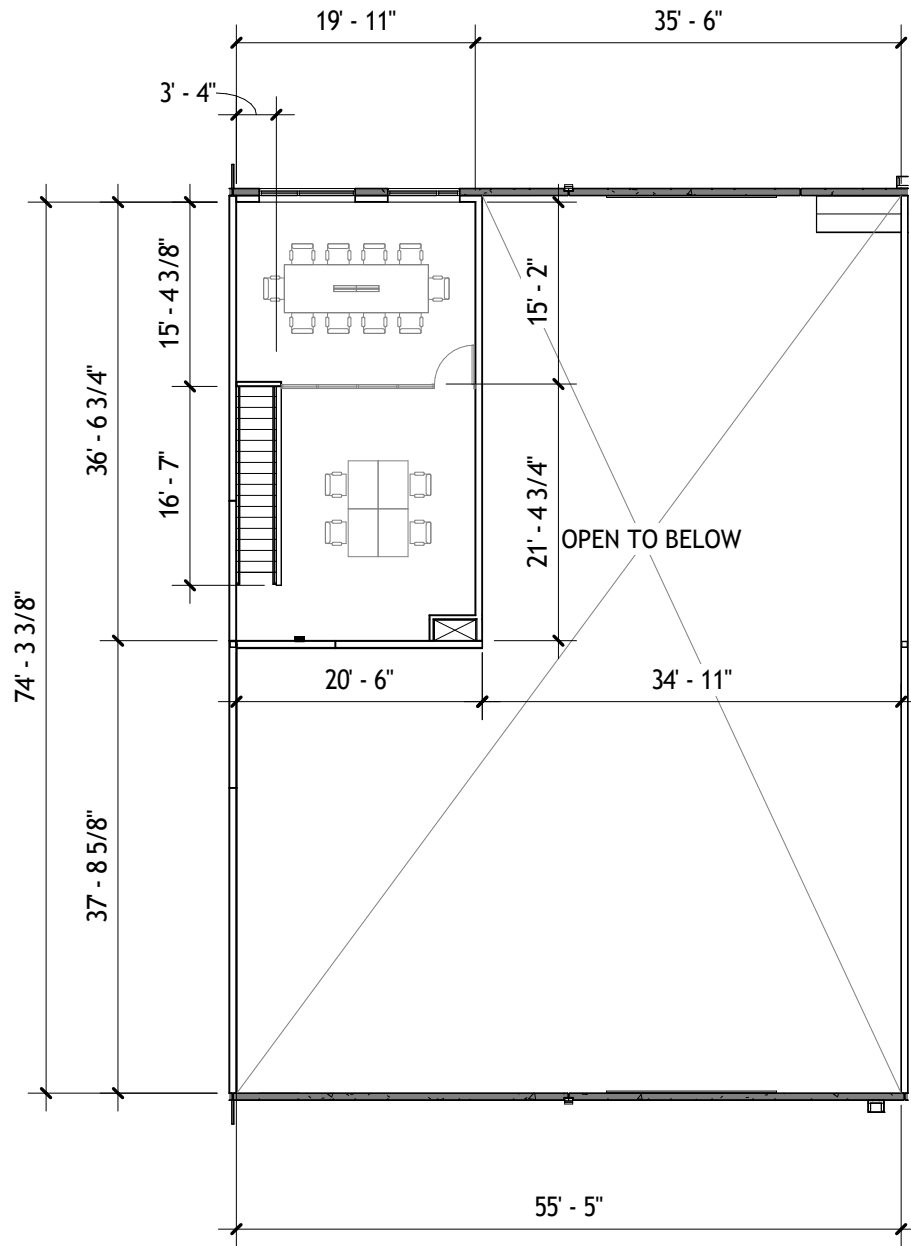 19' - 11"
35' - 6"
3' - 4"
15' - 4 3/8"
15' - 2"
36' - 6 3/4"
16' - 7"
21' - 4 3/4"
OPEN TO BELOW
74' - 3 3/8"
20' - 6"
34' - 11"
37' - 8 5/8"
55' - 5"